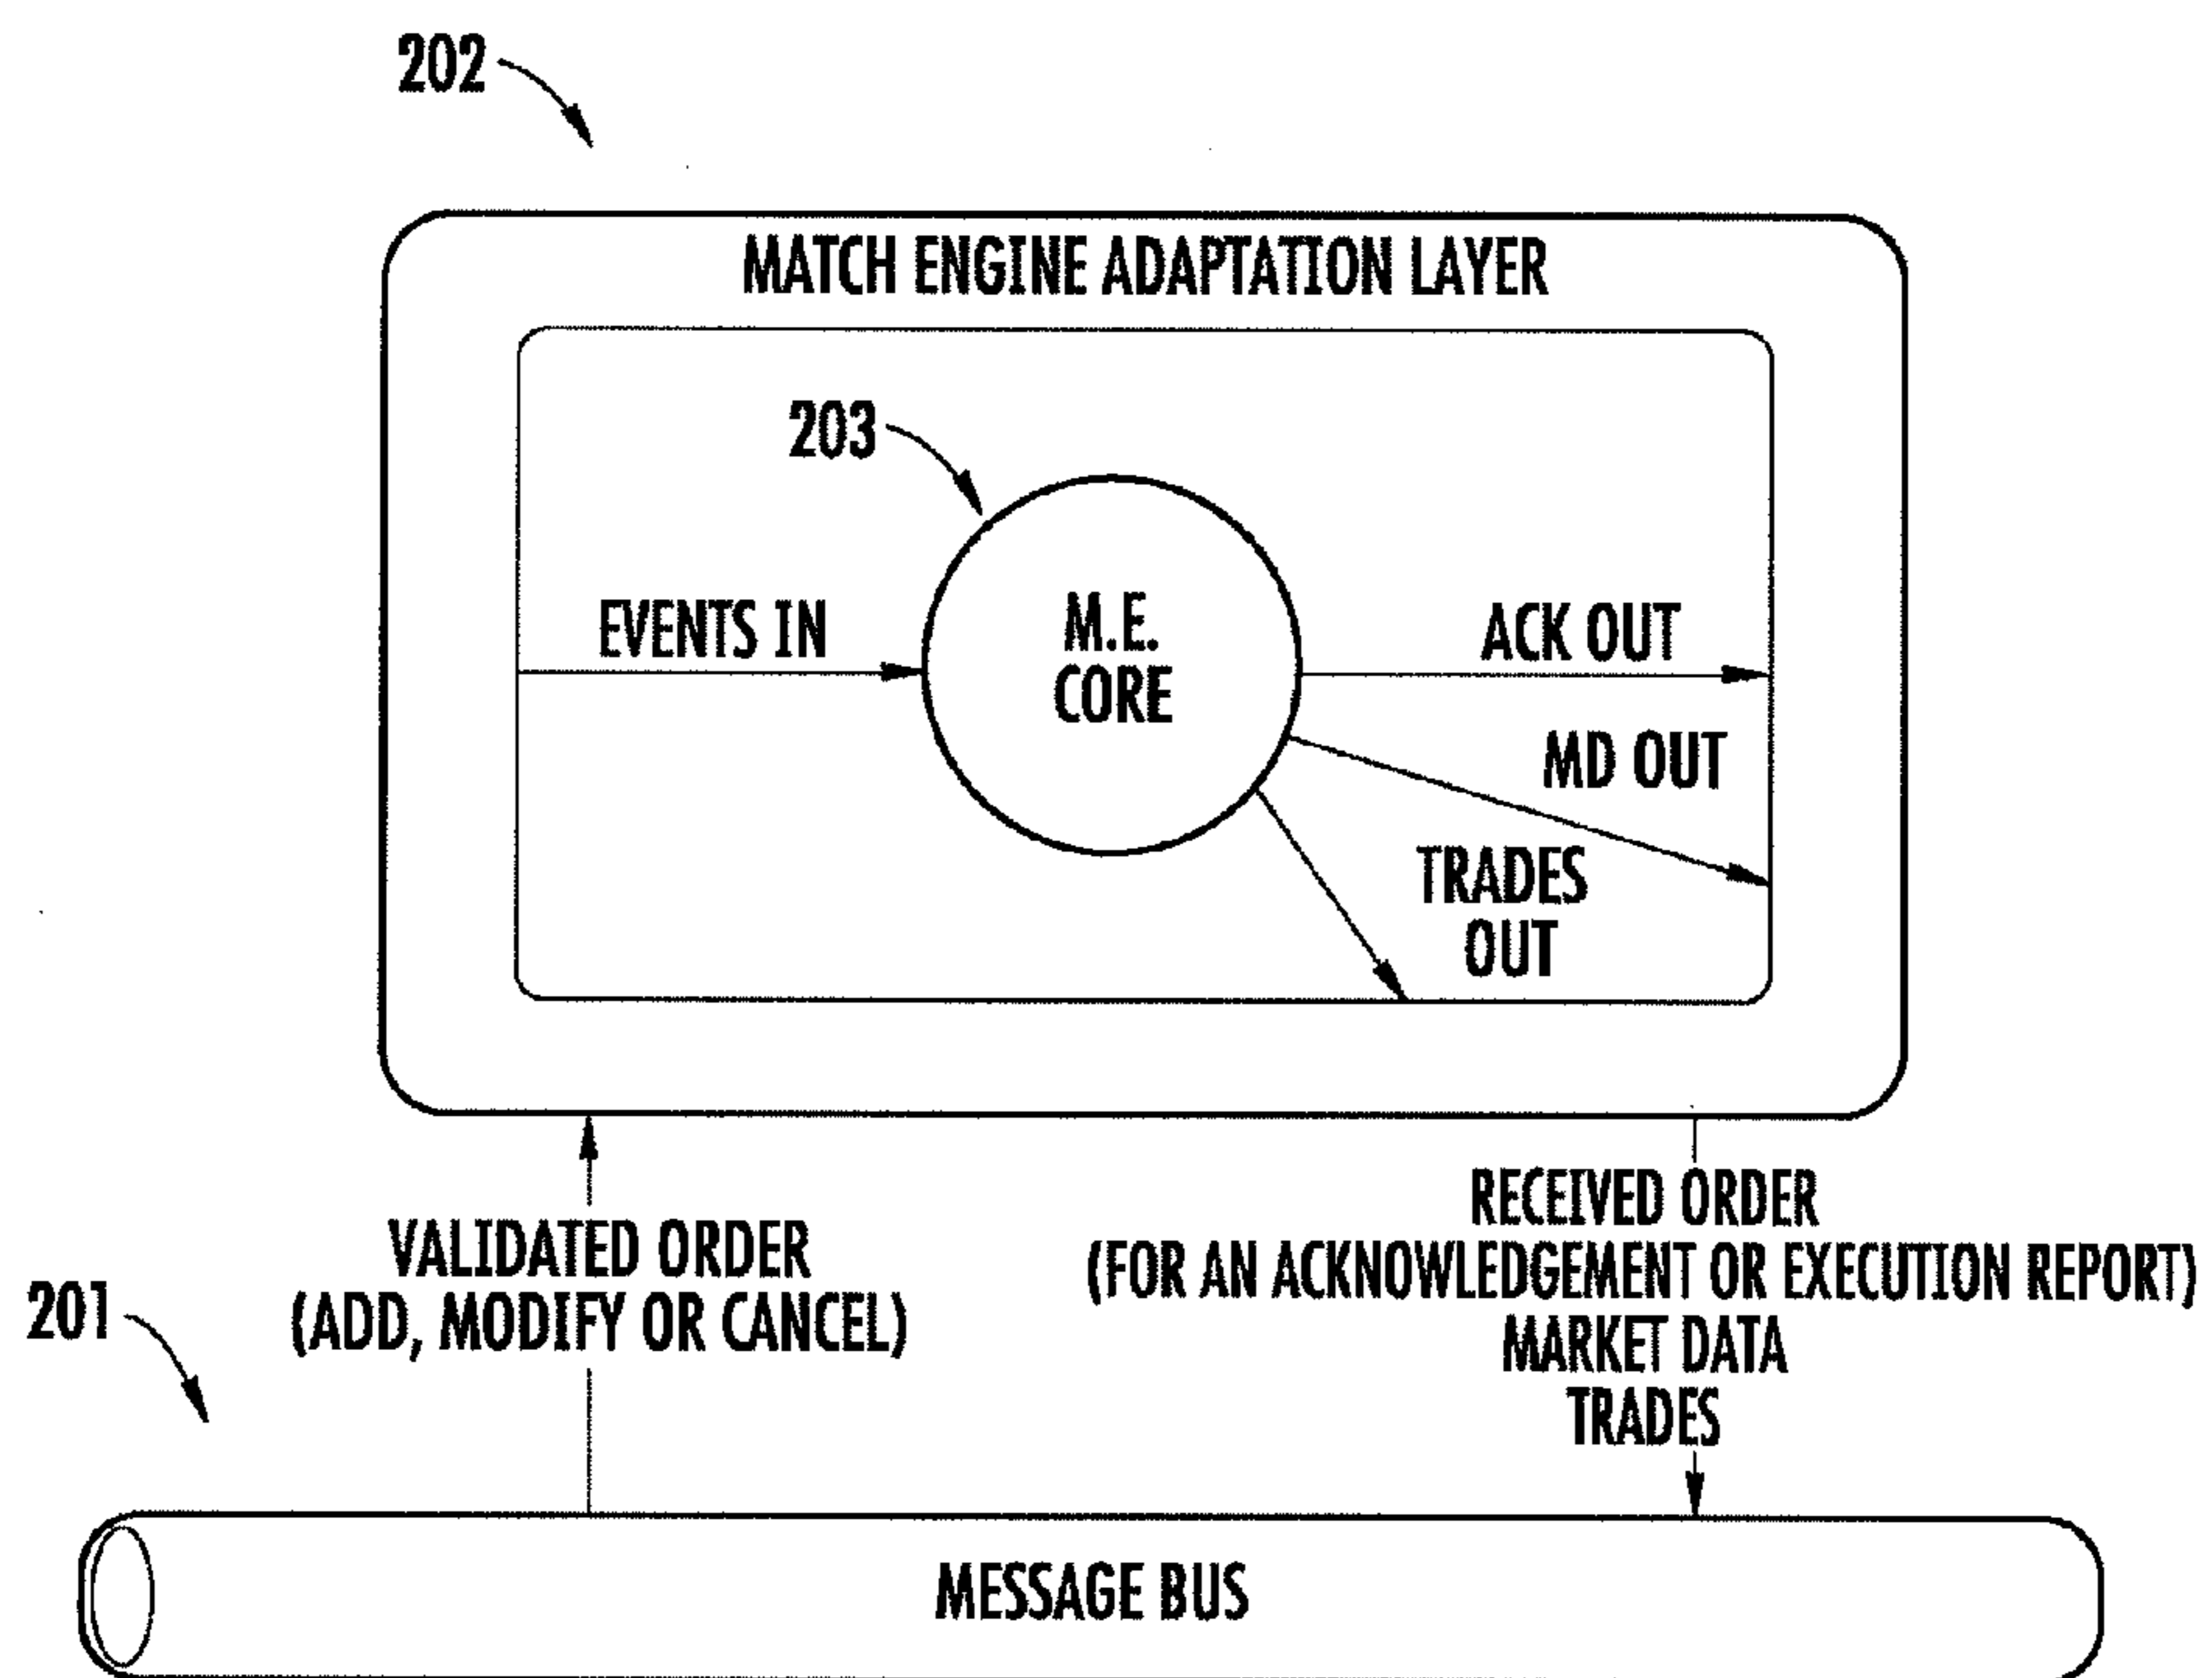 202
MATCH ENGINE ADAPTATION LAYER
203
EVENTS IN
M.E.
CORE
ACK OUT
MD OUT
TRADES
OUT
VALIDATED ORDER
(ADD, MODIFY OR CANCEL)
RECEIVED ORDER
(FOR AN ACKNOWLEDGEMENT OR EXECUTION REPORT)
MARKET DATA
TRADES
201
MESSAGE BUS